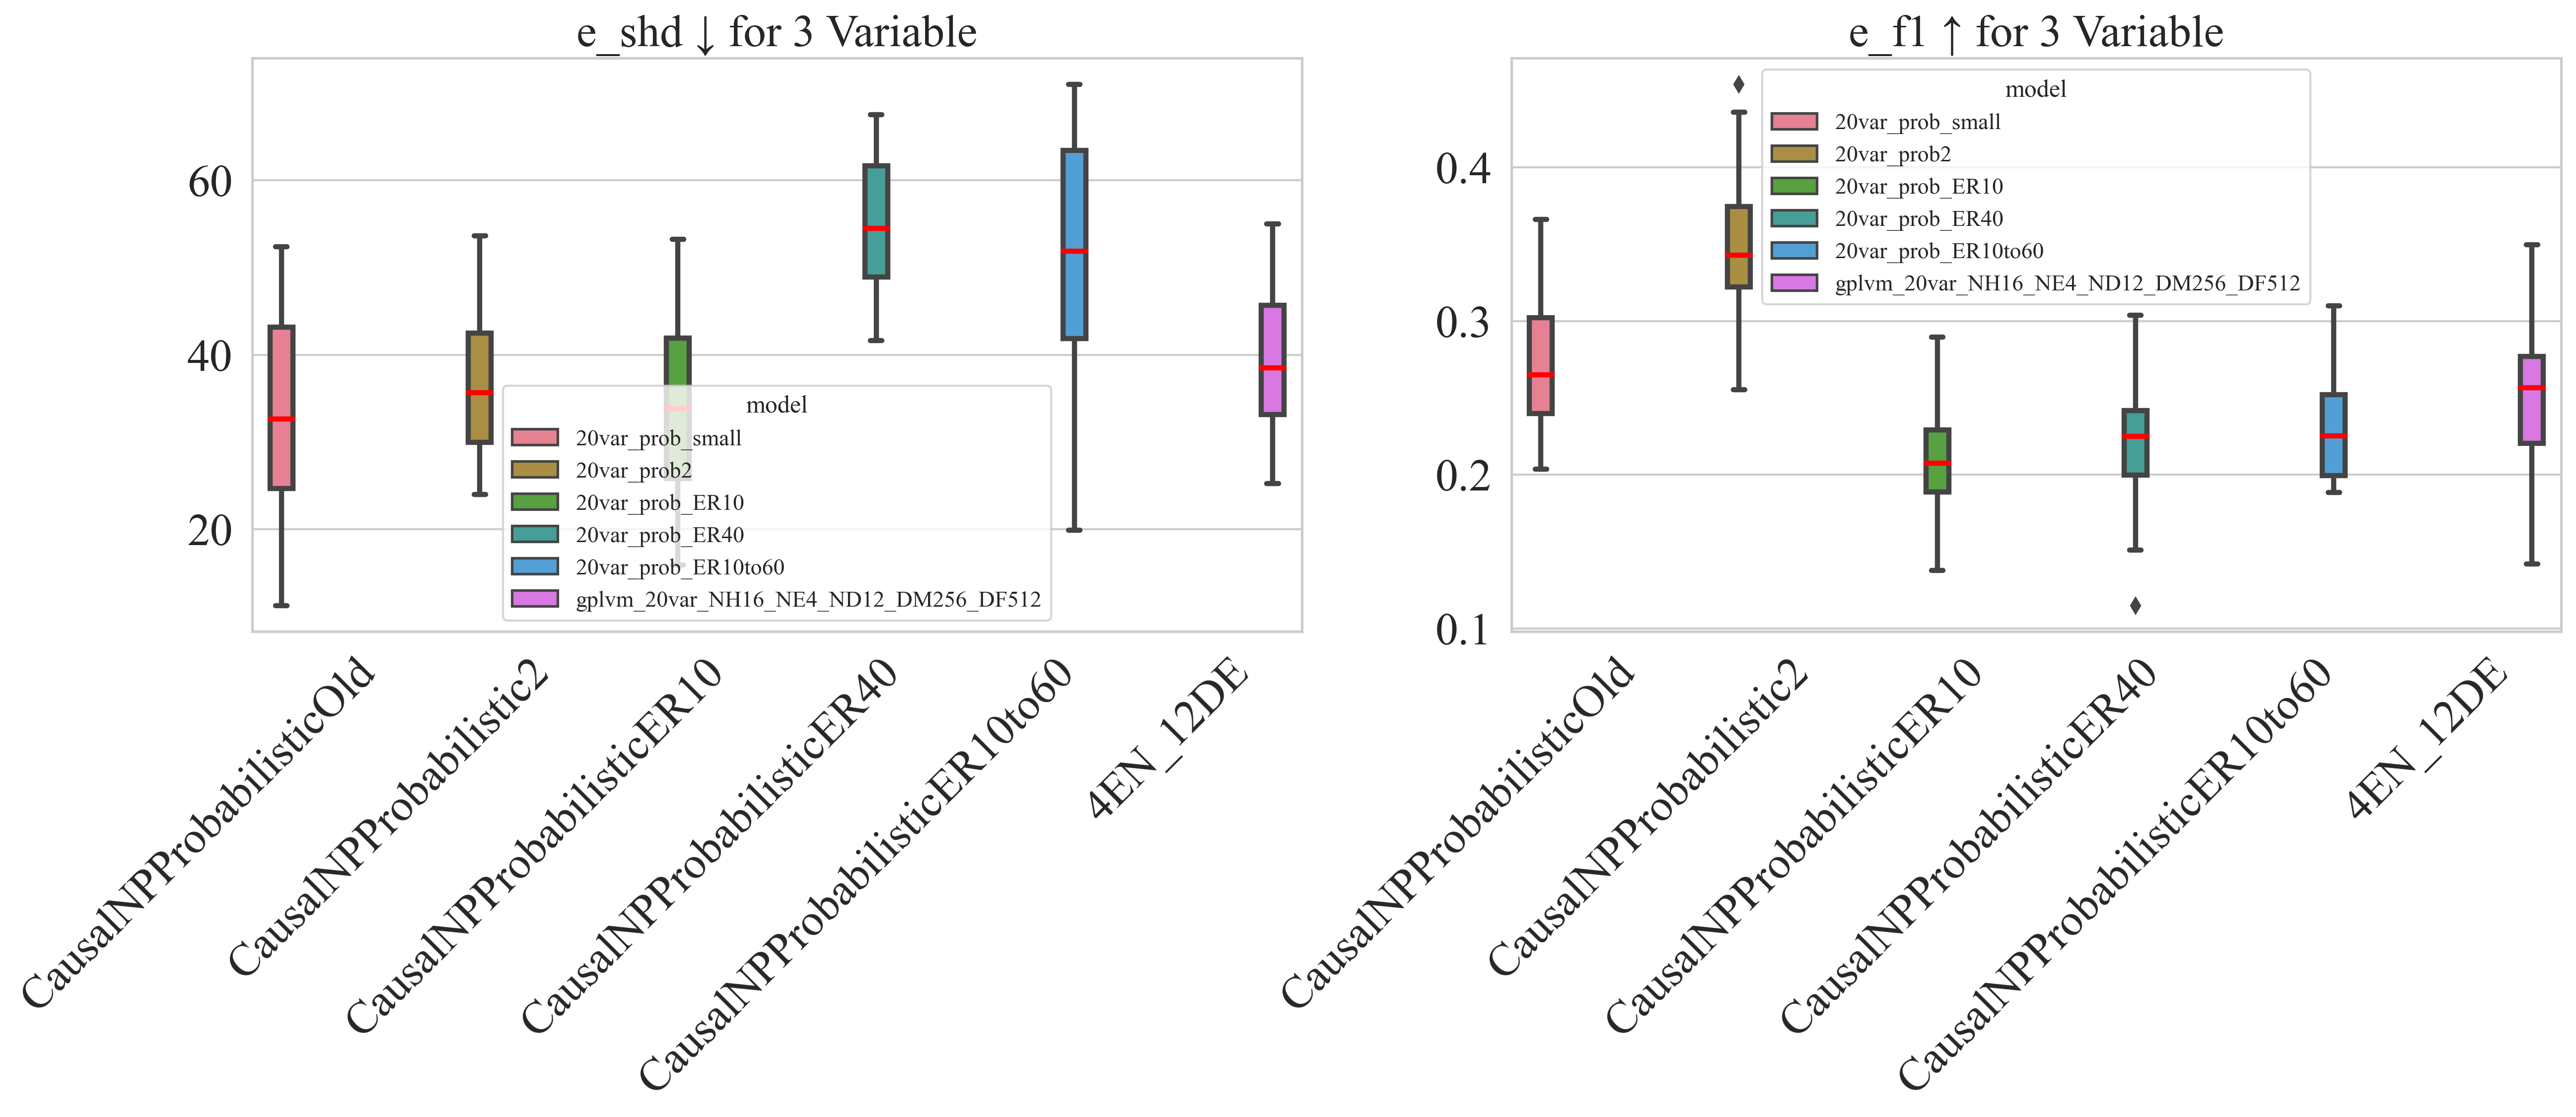 e_shd ↓ for 3 Variable
60
40
20
model
20var_prob_small
20var_prob2
20var_prob_ER10
20var_prob_ER40
20var_prob_ER10to60
gplvm_20var_NH16_NE4_ND12_DM256_DF512
CausalNPProbabilisticOld
CausalNPProbabilistic2
CausalNPProbabilisticER10
CausalNPProbabilisticER40
CausalNPProbabilisticER10to60
4EN_12DE
e_f1 ↑ for 3 Variable
0.4
0.3
0.2
0.1
model
20var_prob_small
20var_prob2
20var_prob_ER10
20var_prob_ER40
20var_prob_ER10to60
gplvm_20var_NH16_NE4_ND12_DM256_DF512
CausalNPProbabilisticOld
CausalNPProbabilistic2
CausalNPProbabilisticER10
CausalNPProbabilisticER40
CausalNPProbabilisticER10to60
4EN_12DE